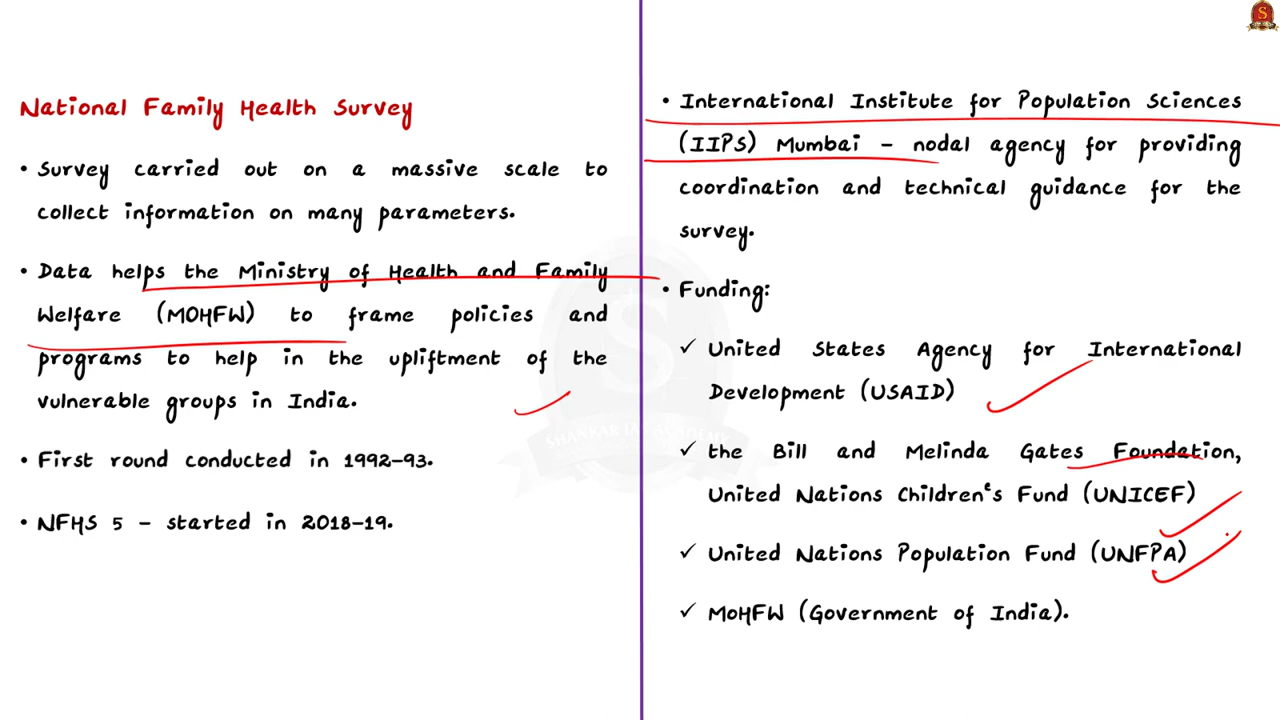 National Family Health Survey
• Survey carried out on a massive scale to
collect information on many parameters.
• Data helps the Ministry of Health and Family
Welfare (MOHFW) to frame policies and
programs to help in the upliftment of the
vulnerable groups in India.
• First round conducted in 1992-93.
• NFHS 5 – started in 2018-19.
• International Institute for Population Sciences
(IIPS) Mumbai – nodal agency for providing
coordination and technical guidance for the
survey.
• Funding:
✓ United States Agency for International
Development (USAID)
✓ the Bill and Melinda Gates Foundation,
United Nations Children's Fund (UNICEF)
✓ United Nations Population Fund (UNFPA)
✓ MoHFW (Government of India).
S
SHANKAR IAS ACADEMY
S